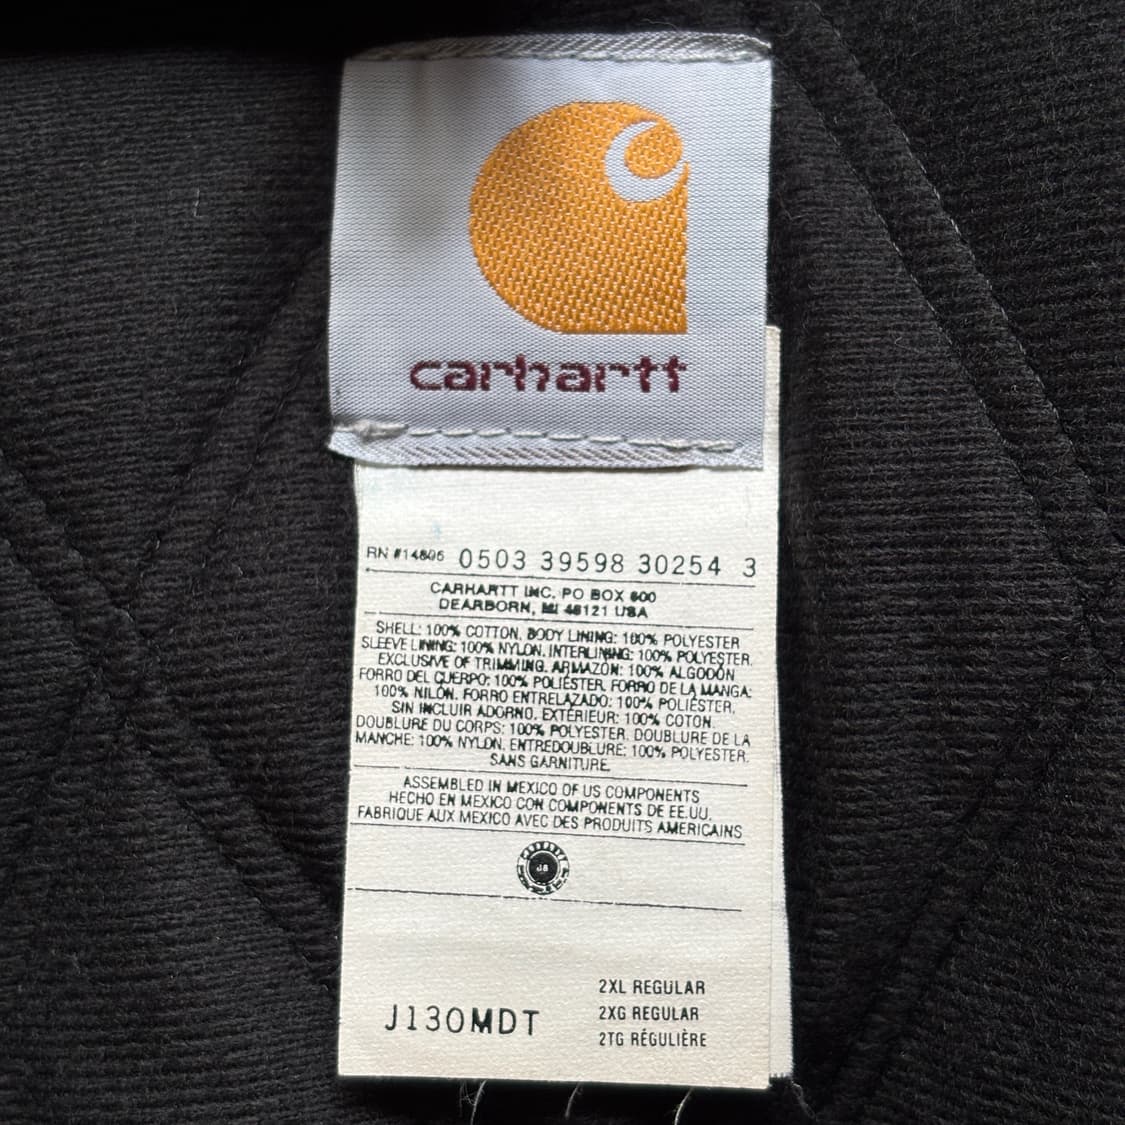 carhartt
RN #14806 0503 39598 30254 3
CARHARTT INC. PO BOX 600
DEARBORN, MI 48121 USA
SHELL: 100% COTTON. BODY LINING: 100% POLYESTER
SLEEVE LINING: 100% NYLON. INTERLINING: 100% POLYESTER.
EXCLUSIVE OF TRIMMING. ARMAZÓN: 100% ALGODÓN
FORRO DEL CUERPO: 100% POLIÉSTER. FORRO DE LA MANGA:
100% NILÓN. FORRO ENTRELAZADO: 100% POLIÉSTER.
SIN INCLUIR ADORNO. EXTÉRIEUR: 100% COTON.
DOUBLURE DU CORPS: 100% POLYESTER. DOUBLURE DE LA
MANCHE: 100% NYLON. ENTREDOUBLURE: 100% POLYESTER.
SANS GARNITURE.
ASSEMBLED IN MEXICO OF US COMPONENTS
HECHO EN MEXICO CON COMPONENTS DE EE.UU.
FABRIQUE AUX MEXICO AVEC DES PRODUITS AMERICAINS
2XL REGULAR
2XG REGULAR
J130MDT
2TG RÉGULIÈRE